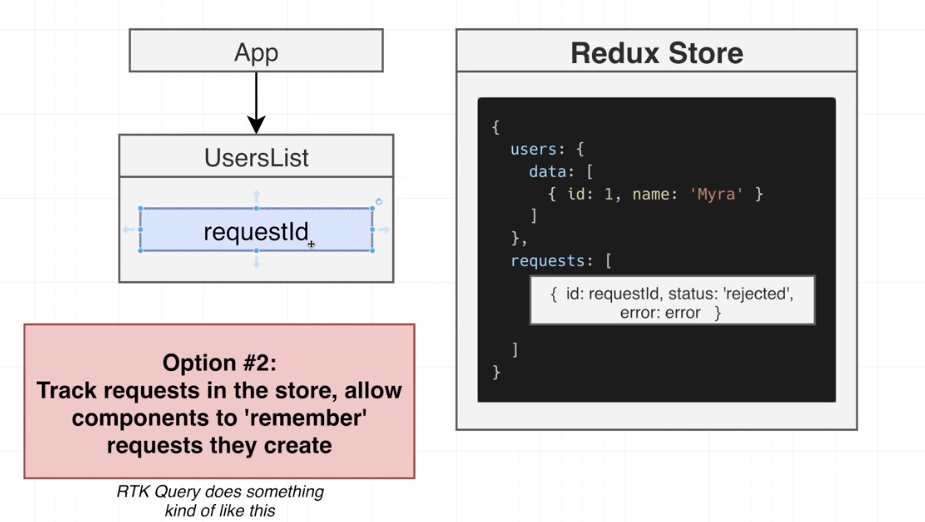 App
UsersList
requestId
Option #2:
Track requests in the store, allow
components to 'remember'
requests they create
RTK Query does something
kind of like this
Redux Store
{
users: {
data: [
{ id: 1, name: 'Myra' }
]
},
requests: [
{ id: requestId, status: 'rejected',
error: error }
]
}